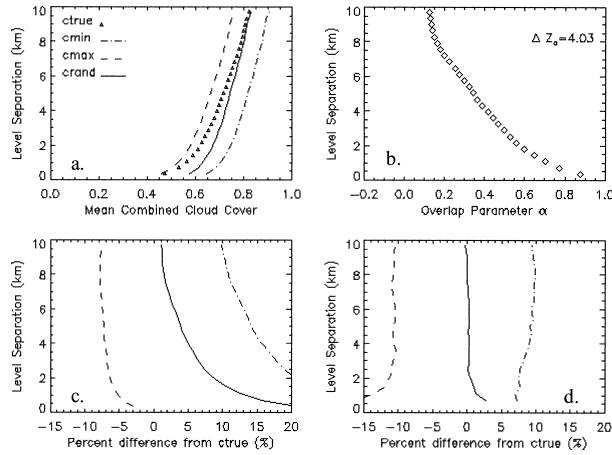 10
8
6
4
2
0
Level Separation (km)
ctrue
cmin
cmax
crand
a.
0.0 0.2 0.4 0.6 0.8 1.0
Mean Combined Cloud Cover
10
8
6
4
2
0
Level Separation (km)
Δ Zₐ=4.03
b.
-0.2 0.0 0.2 0.4 0.6 0.8 1.0
Overlap Parameter α
10
8
6
4
2
0
Level Separation (km)
c.
-15 -10 -5 0 5 10 15 20
Percent difference from ctrue (%)
10
8
6
4
2
0
Level Separation (km)
d.
-15 -10 -5 0 5 10 15 20
Percent difference from ctrue (%)